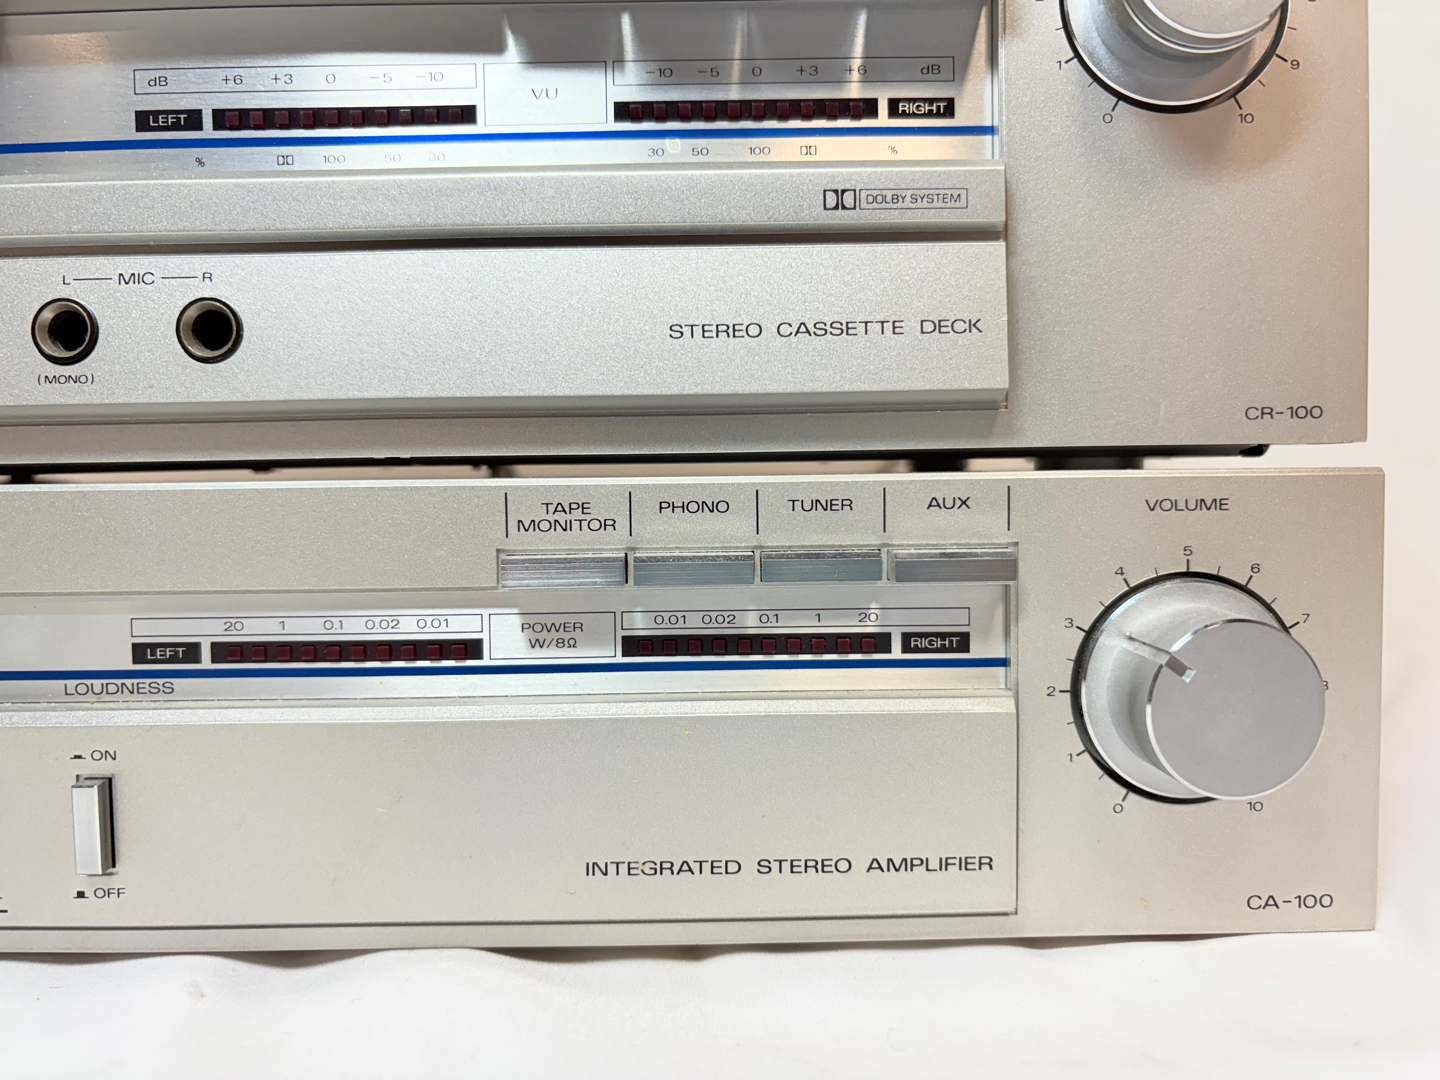 1 9
0 10
dB +6 +3 0 -5 -10
VU
-10 -5 0 +3 +6 dB
LEFT
RIGHT
% 100 50 30
30 50 100 %
DOLBY SYSTEM
L MIC R
(MONO)
STEREO CASSETTE DECK
CR-100
TAPE MONITOR
PHONO
TUNER
AUX
VOLUME
0 1 2 3 4 5 6 7 8 10
20 1 0.1 0.02 0.01
POWER
W/8Ω
0.01 0.02 0.1 1 20
LEFT
RIGHT
LOUDNESS
ON
OFF
INTEGRATED STEREO AMPLIFIER
CA-100